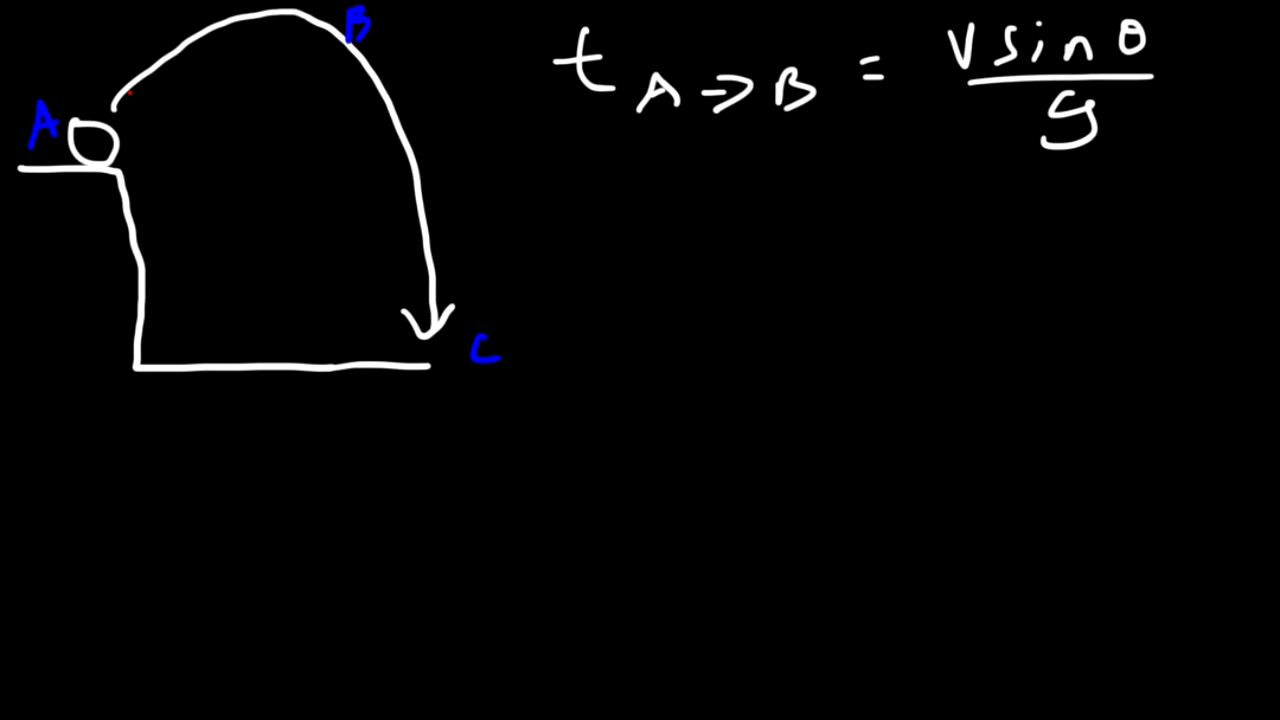 B
A
C
t A → B = v sin θ / g